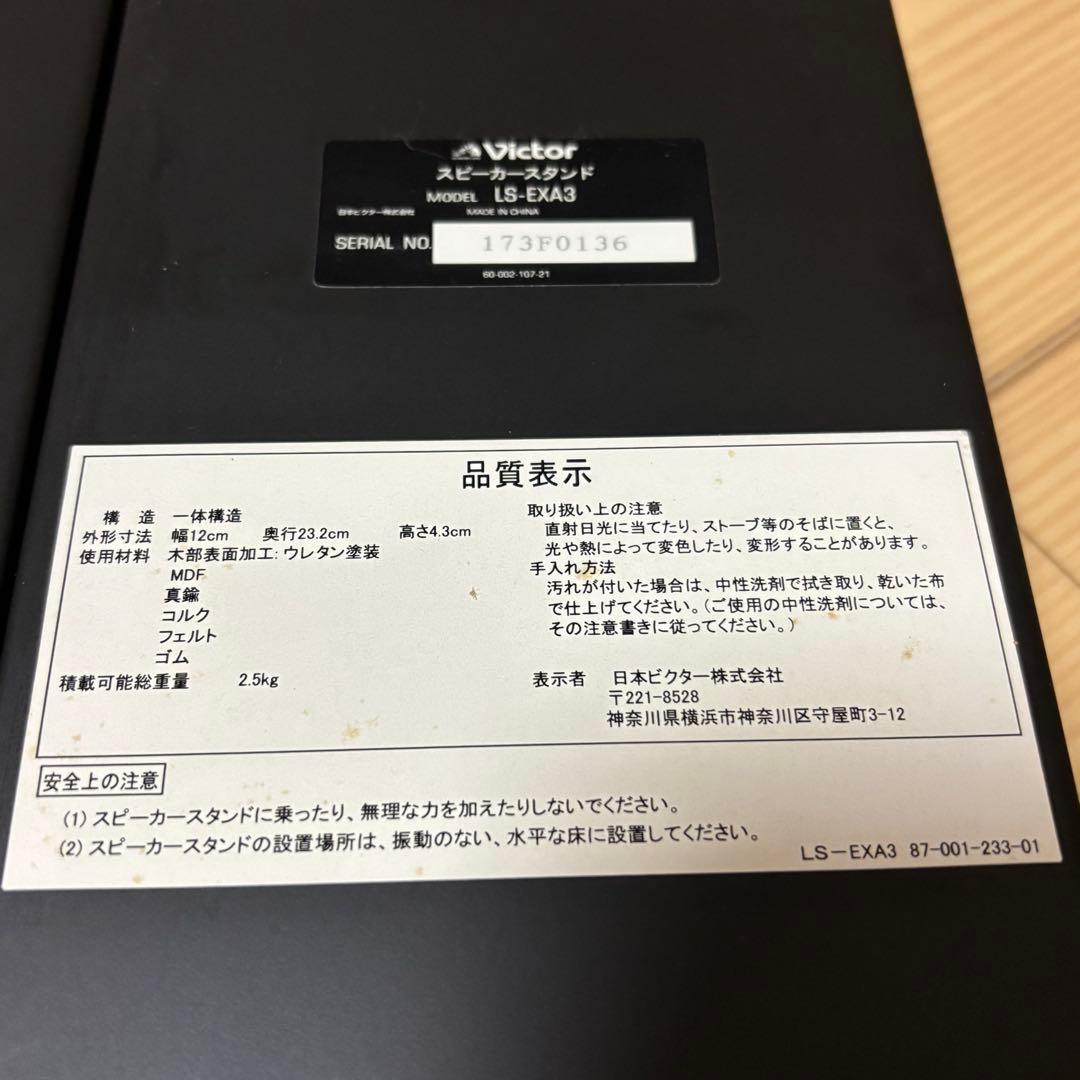 Victor
スピーカースタンド
MODEL LS-EXA3
日本ビクター株式会社 MADE IN CHINA
SERIAL NO. 173F0136
60-002-107-21
品質表示
構造 一体構造
外形寸法 幅12cm 奥行23.2cm 高さ4.3cm
使用材料 木部表面加工:ウレタン塗装
MDF
真鍮
コルク
フェルト
ゴム
積載可能総重量 2.5kg
取り扱い上の注意
直射日光に当てたり、ストーブ等のそばに置くと、
光や熱によって変色したり、変形することがあります。
手入れ方法
汚れが付いた場合は、中性洗剤で拭き取り、乾いた布
で仕上げてください。(ご使用の中性洗剤については、
その注意書きに従ってください。)
表示者 日本ビクター株式会社
〒221-8528
神奈川県横浜市神奈川区守屋町3-12
安全上の注意
(1) スピーカースタンドに乗ったり、無理な力を加えたりしないでください。
(2) スピーカースタンドの設置場所は、振動のない、水平な床に設置してください。
LS-EXA3 87-001-233-01